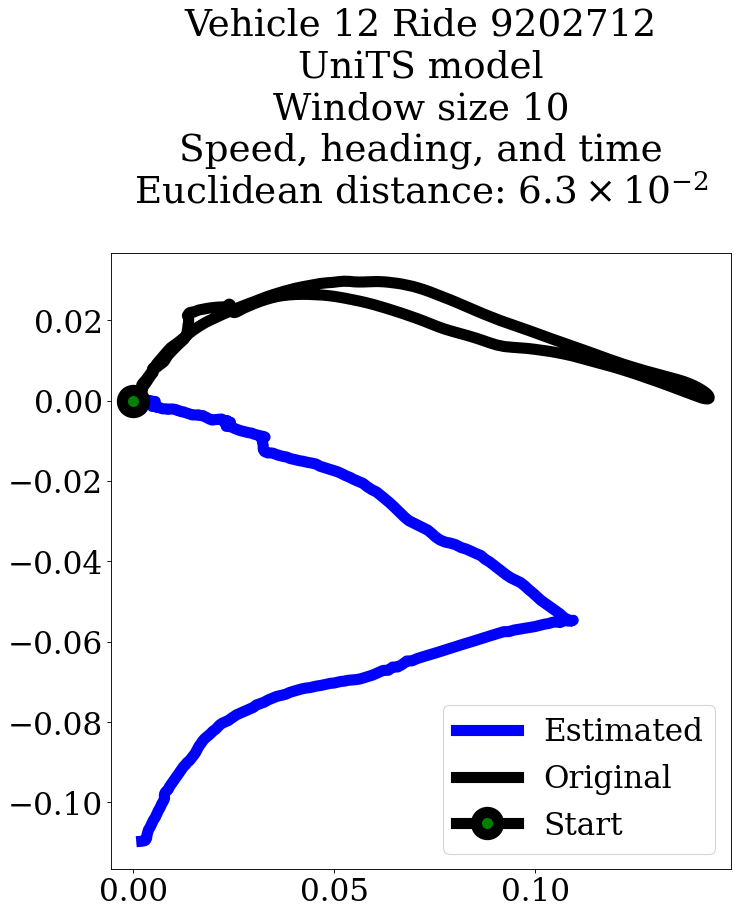 Vehicle 12 Ride 9202712
UniTS model
Window size 10
Speed, heading, and time
Euclidean distance: 6.3 × 10⁻²
0.02
0.00
−0.02
−0.04
−0.06
−0.08
−0.10
0.00 0.05 0.10
Estimated
Original
Start